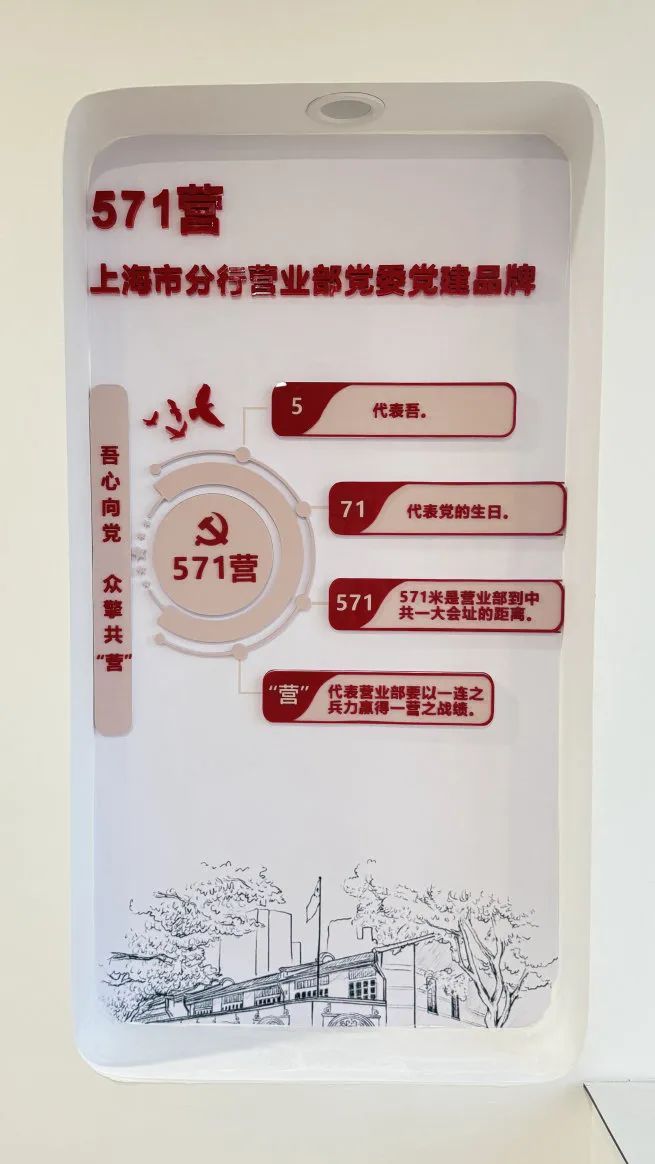 571营
上海市分行营业部党委党建品牌
吾心向党 众擎共“营”
571营
5
代表吾。
71
代表党的生日。
571
571米是营业部到中
共一大会址的距离。
“营”
代表营业部要以一连之
兵力赢得一营之战绩。